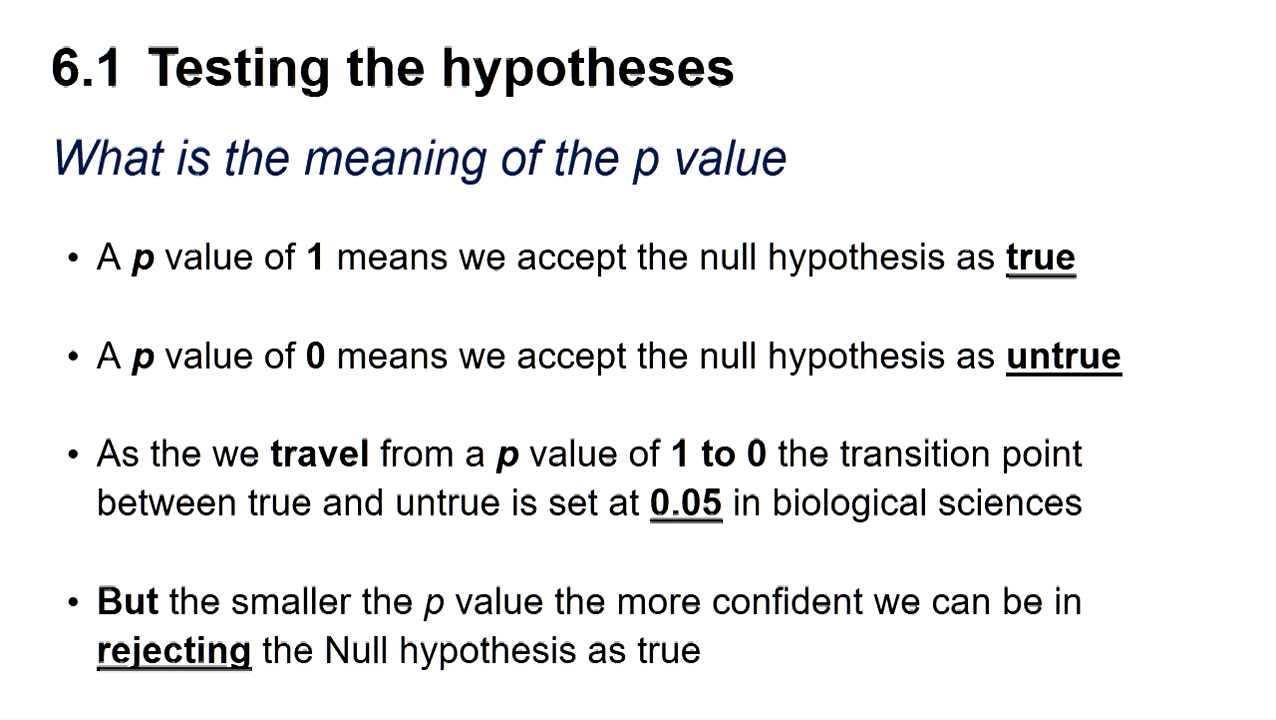 6.1 Testing the hypotheses
What is the meaning of the p value
• A p value of 1 means we accept the null hypothesis as true
• A p value of 0 means we accept the null hypothesis as untrue
• As the we travel from a p value of 1 to 0 the transition point
between true and untrue is set at 0.05 in biological sciences
• But the smaller the p value the more confident we can be in
rejecting the Null hypothesis as true